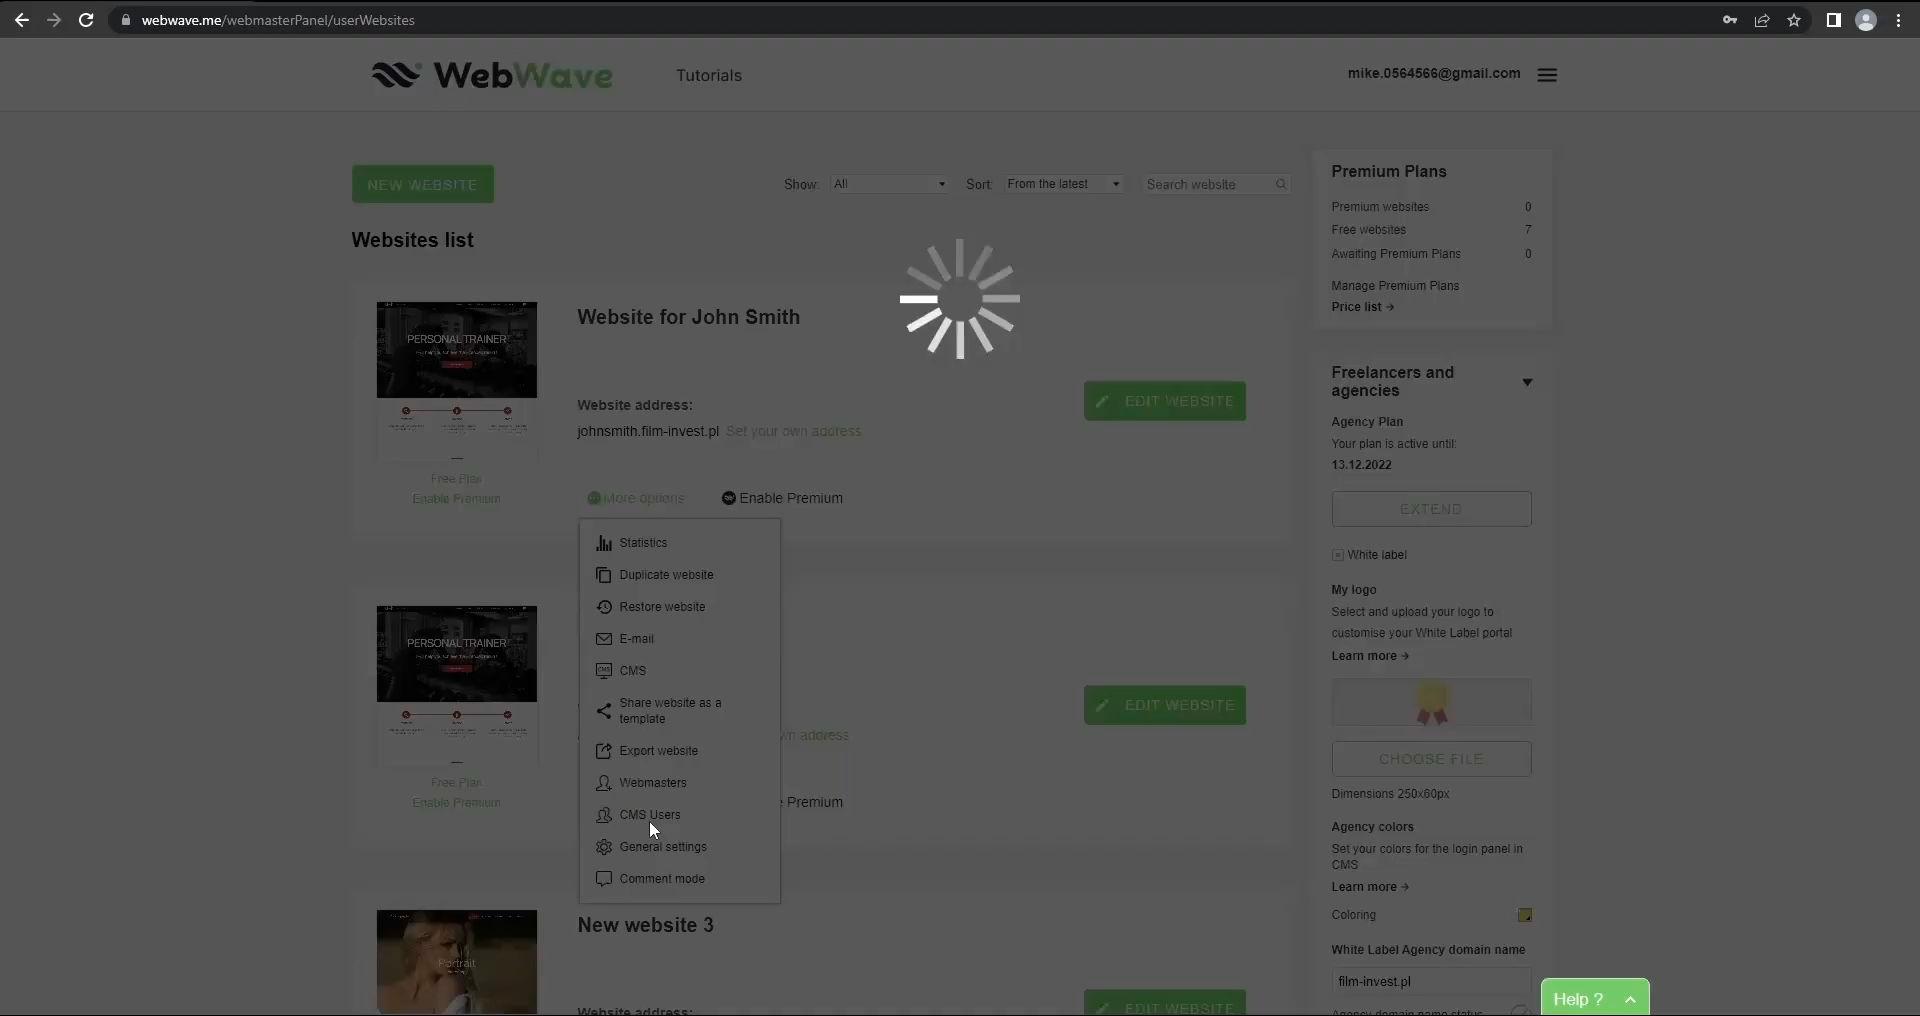 webwave.me/webmasterPanel/userWebsites
WebWave
Tutorials
mike.0564566@gmail.com
NEW WEBSITE
Show:
All
Sort:
From the latest
Search website
Websites list
PERSONAL TRAINER
Website for John Smith
Website address:
johnsmith.film-invest.pl Set your own address
EDIT WEBSITE
Free Plan
Enable Premium
More options
Enable Premium
Statistics
Duplicate website
Restore website
E-mail
CMS
Share website as a
template
Export website
Webmasters
CMS Users
General settings
Comment mode
PERSONAL TRAINER
address
EDIT WEBSITE
Free Plan
Enable Premium
Premium
Portrait
New website 3
Website address:
EDIT WEBSITE
Premium Plans
Premium websites 0
Free websites 7
Awaiting Premium Plans 0
Manage Premium Plans
Price list →
Freelancers and
agencies
Agency Plan
Your plan is active until:
13.12.2022
EXTEND
White label
My logo
Select and upload your logo to
customise your White Label portal
Learn more →
CHOOSE FILE
Dimensions 250x60px
Agency colors
Set your colors for the login panel in
CMS
Learn more →
Coloring
White Label Agency domain name
film-invest.pl
Agency domain name status
Help ?